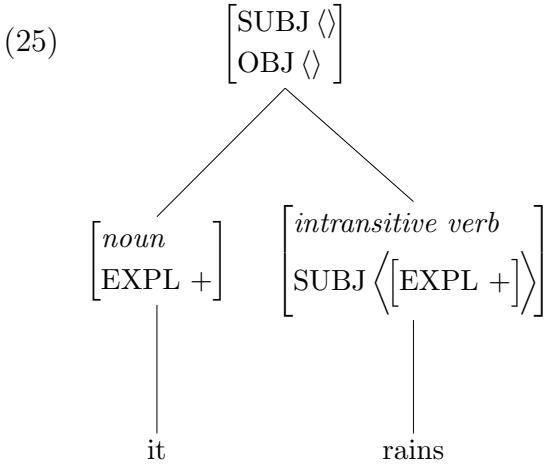 (25)
[SUBJ ⟨⟩
OBJ ⟨⟩]
[noun
EXPL +]
[intransitive verb
SUBJ ⟨[EXPL +]⟩]
it
rains